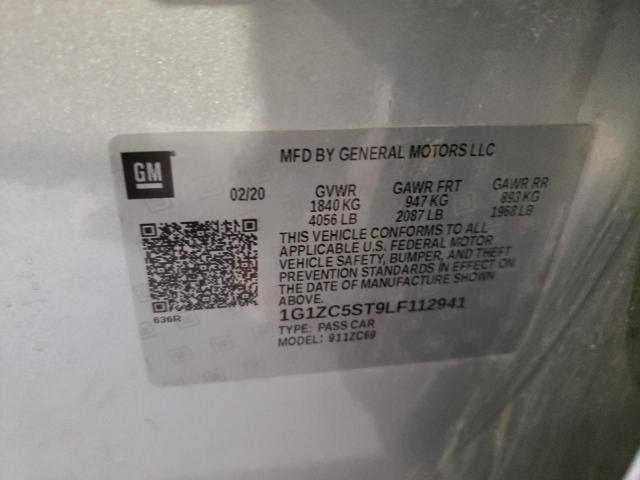 GM
MFD BY GENERAL MOTORS LLC
02/20 GVWR GAWR FRT GAWR RR
1840 KG 947 KG 893 KG
4056 LB 2087 LB 1968 LB
THIS VEHICLE CONFORMS TO ALL
APPLICABLE U.S. FEDERAL MOTOR
VEHICLE SAFETY, BUMPER, AND THEFT
PREVENTION STANDARDS IN EFFECT ON
THE DATE OF MANUFACTURE SHOWN
ABOVE.
1G1ZC5ST9LF112941
TYPE: PASS CAR
MODEL: 911ZC69
636R